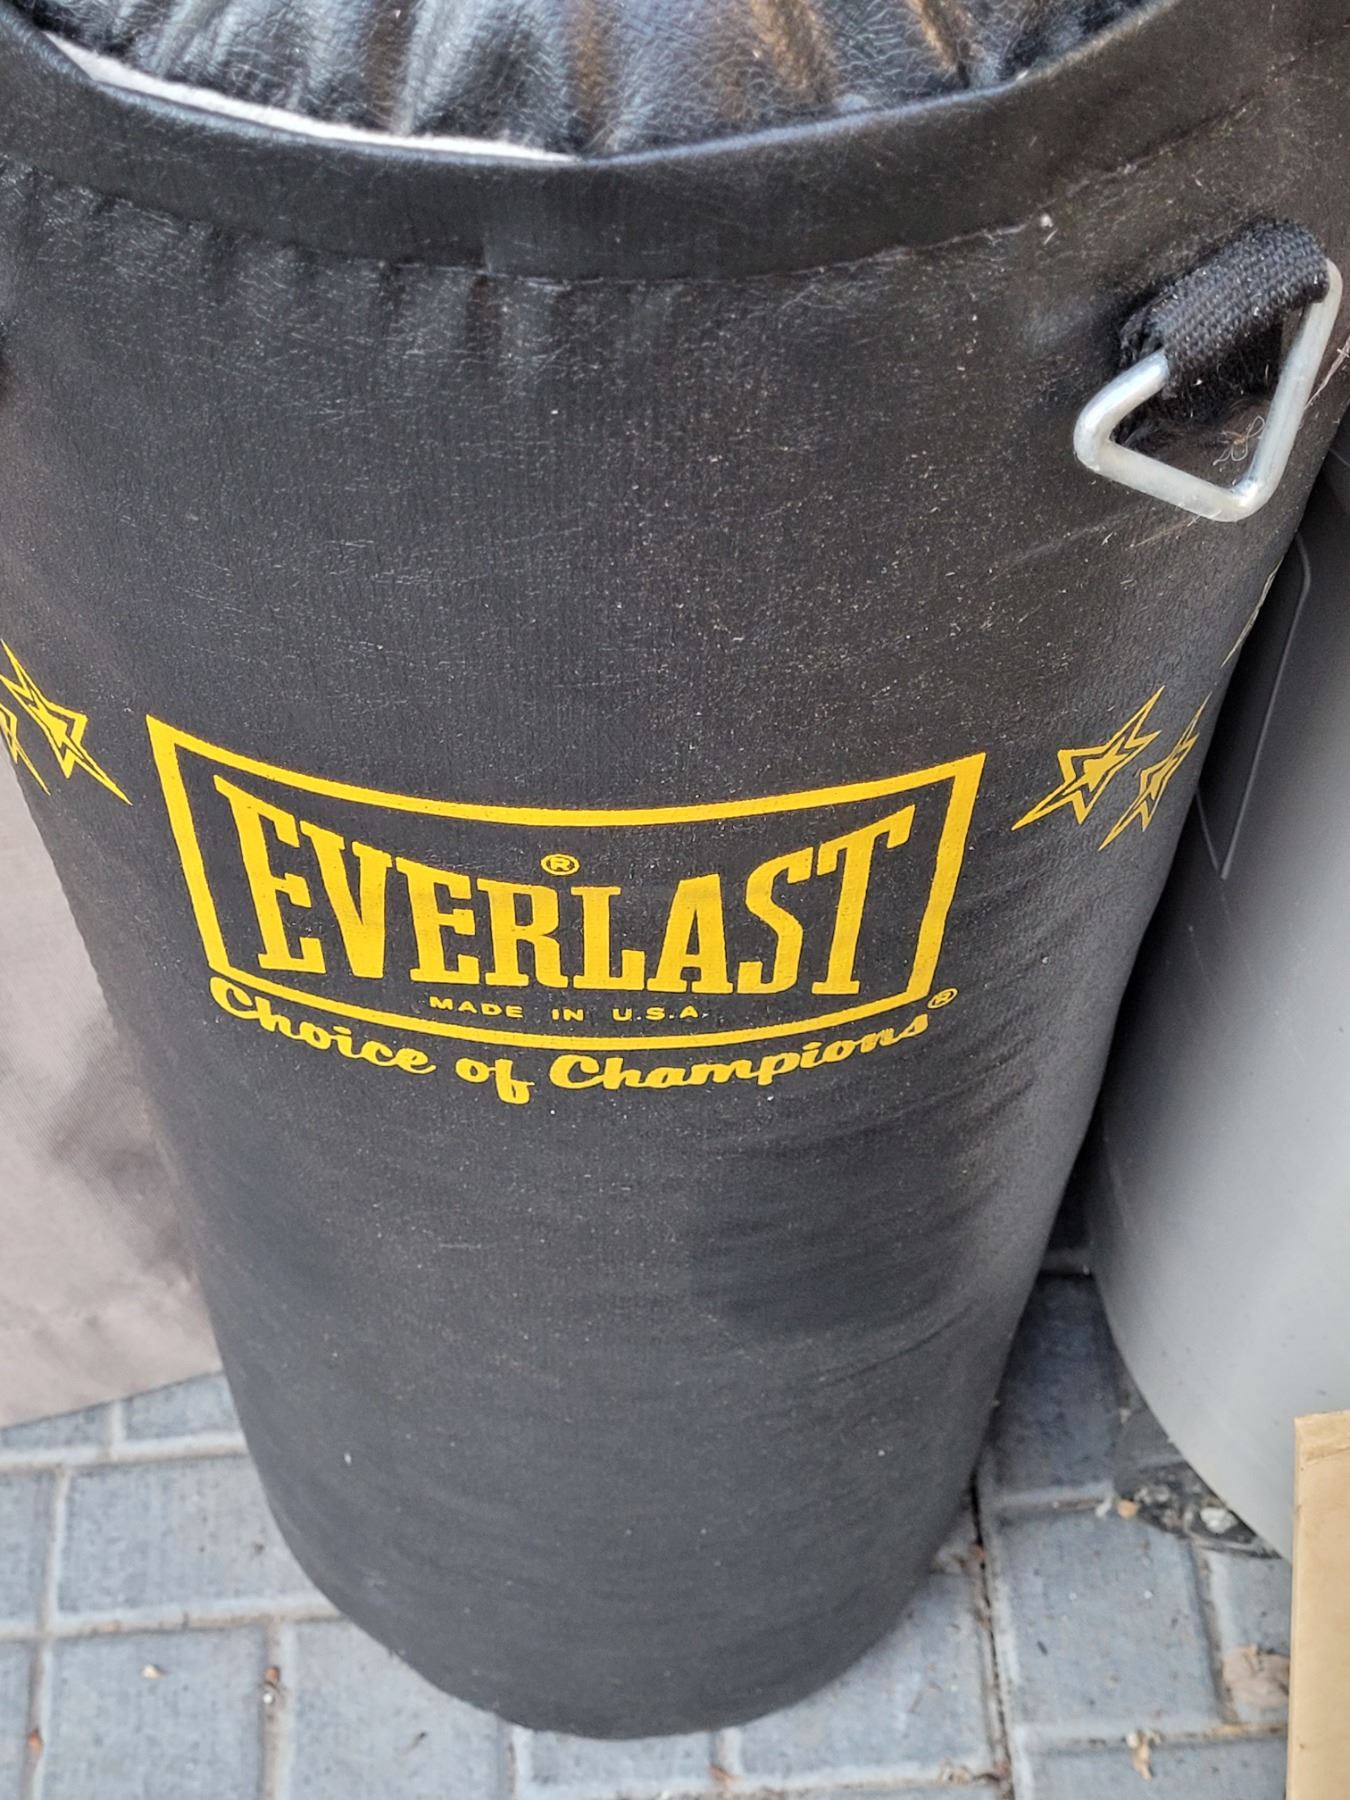 EVERLAST®
MADE IN U.S.A.
Choice of Champions®